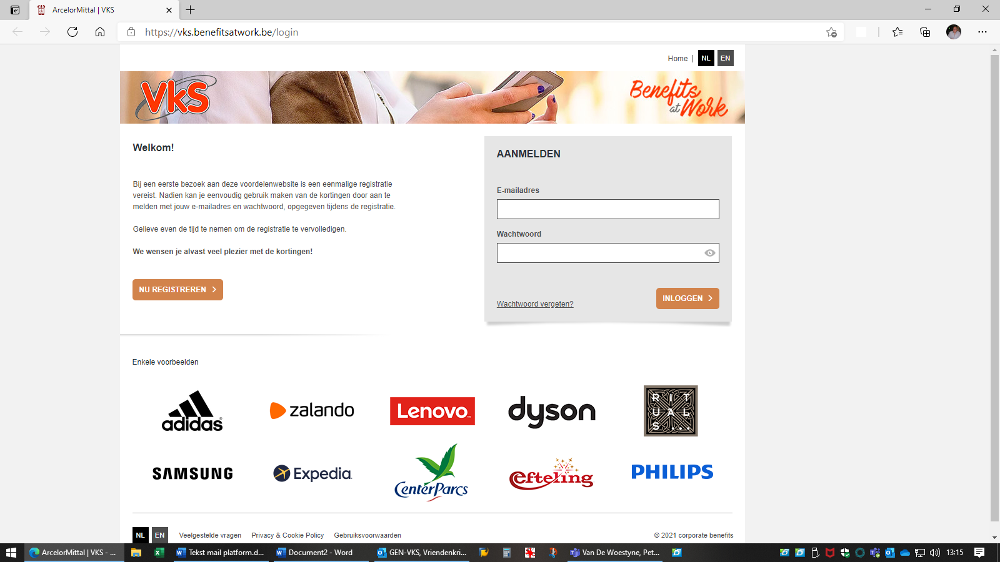 ArcelorMittal | VKS
https://vks.benefitsatwork.be/login
Home | NL EN
VkS
Benefits
at Work
Welkom!
Bij een eerste bezoek aan deze voordelenwebsite is een eenmalige registratie
vereist. Nadien kan je eenvoudig gebruik maken van de kortingen door aan te
melden met jouw e-mailadres en wachtwoord, opgegeven tijdens de registratie.
Gelieve even de tijd te nemen om de registratie te vervolledigen.
We wensen je alvast veel plezier met de kortingen!
NU REGISTREREN
AANMELDEN
E-mailadres
Wachtwoord
Wachtwoord vergeten?
INLOGGEN
Enkele voorbeelden
adidas
zalando
Lenovo
dyson
RIT
UAL
S...
SAMSUNG
Expedia
CenterParcs
efteling
PHILIPS
NL EN Veelgestelde vragen Privacy & Cookie Policy Gebruiksvoorwaarden © 2021 corporate benefits
ArcelorMittal | VKS - ... Tekst mail platform.d... Document2 - Word GEN-VKS, Vriendenkri... Van De Woestyne, Pet... 13:15